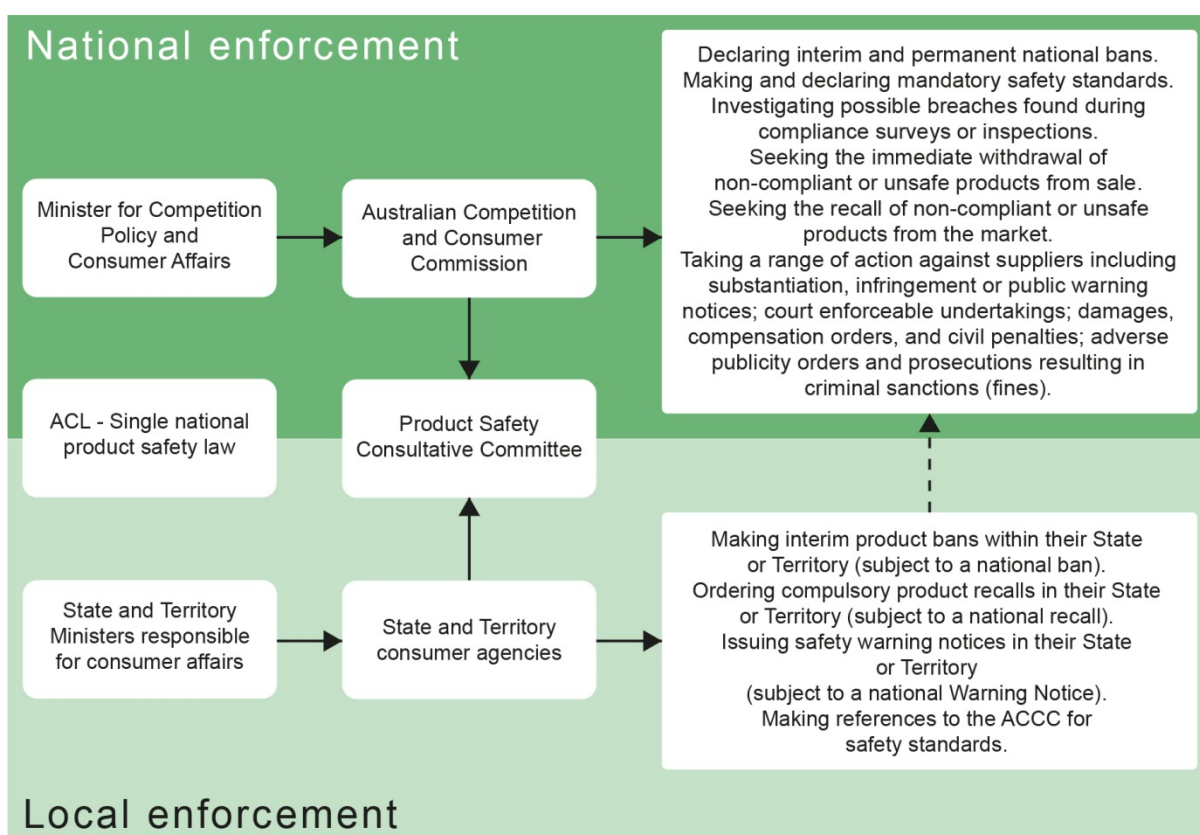 National enforcement
Minister for Competition
Policy and
Consumer Affairs
Australian Competition
and Consumer
Commission
Declaring interim and permanent national bans.
Making and declaring mandatory safety standards.
Investigating possible breaches found during
compliance surveys or inspections.
Seeking the immediate withdrawal of
non-compliant or unsafe products from sale.
Seeking the recall of non-compliant or unsafe
products from the market.
Taking a range of action against suppliers including
substantiation, infringement or public warning
notices; court enforceable undertakings; damages,
compensation orders, and civil penalties; adverse
publicity orders and prosecutions resulting in
criminal sanctions (fines).
ACL - Single national
product safety law
Product Safety
Consultative Committee
State and Territory
Ministers responsible
for consumer affairs
State and Territory
consumer agencies
Making interim product bans within their State
or Territory (subject to a national ban).
Ordering compulsory product recalls in their State
or Territory (subject to a national recall).
Issuing safety warning notices in their State
or Territory
(subject to a national Warning Notice).
Making references to the ACCC for
safety standards.
Local enforcement